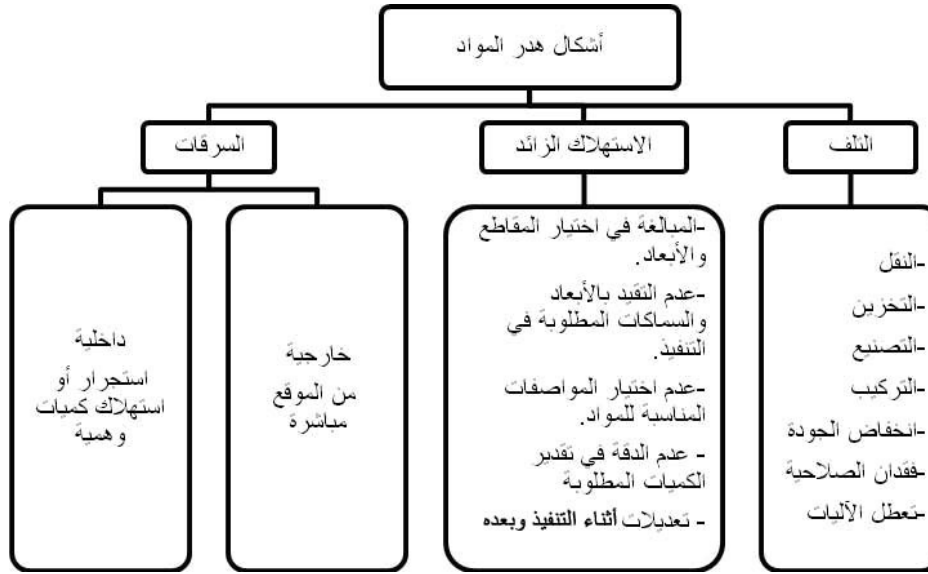 أشكال هدر المواد
التلف
الاستهلاك الزائد
السرقات
-النقل
-التخزين
-التصنيع
-التركيب
-انخفاض الجودة
-فقدان الصلاحية
-تعطل الآليات
-المبالغة في اختيار المقاطع
والأبعاد.
-عدم التقيد بالأبعاد
والسماكات المطلوبة في
التنفيذ.
-عدم اختيار المواصفات
المناسبة للمواد.
- عدم الدقة في تقدير
الكميات المطلوبة
- تعديلات أثناء التنفيذ وبعده
خارجية
من الموقع
مباشرة
داخلية
استجرار أو
استهلاك كميات
وهمية